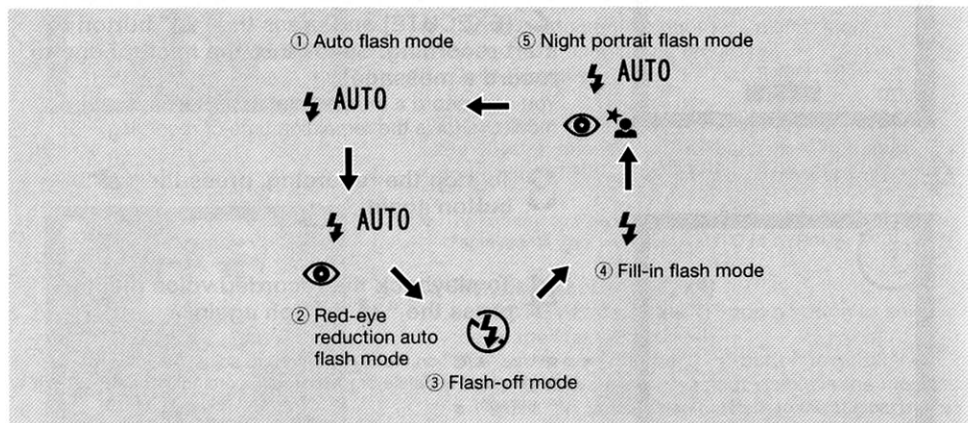 ① Auto flash mode
⑤ Night portrait flash mode
AUTO
AUTO
AUTO
④ Fill-in flash mode
② Red-eye
reduction auto
flash mode
③ Flash-off mode